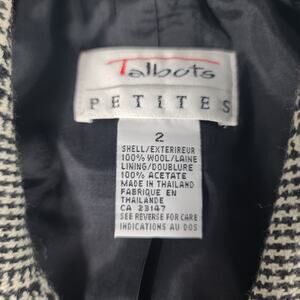 Talbots
PETITES
2
SHELL/EXTERIREUR
100% WOOL/LAINE
LINING/DOUBLURE
100% ACETATE
MADE IN THAILAND
FABRIQUE EN
THAILANDE
CA 23147
SEE REVERSE FOR CARE
INDICATIONS AU DOS